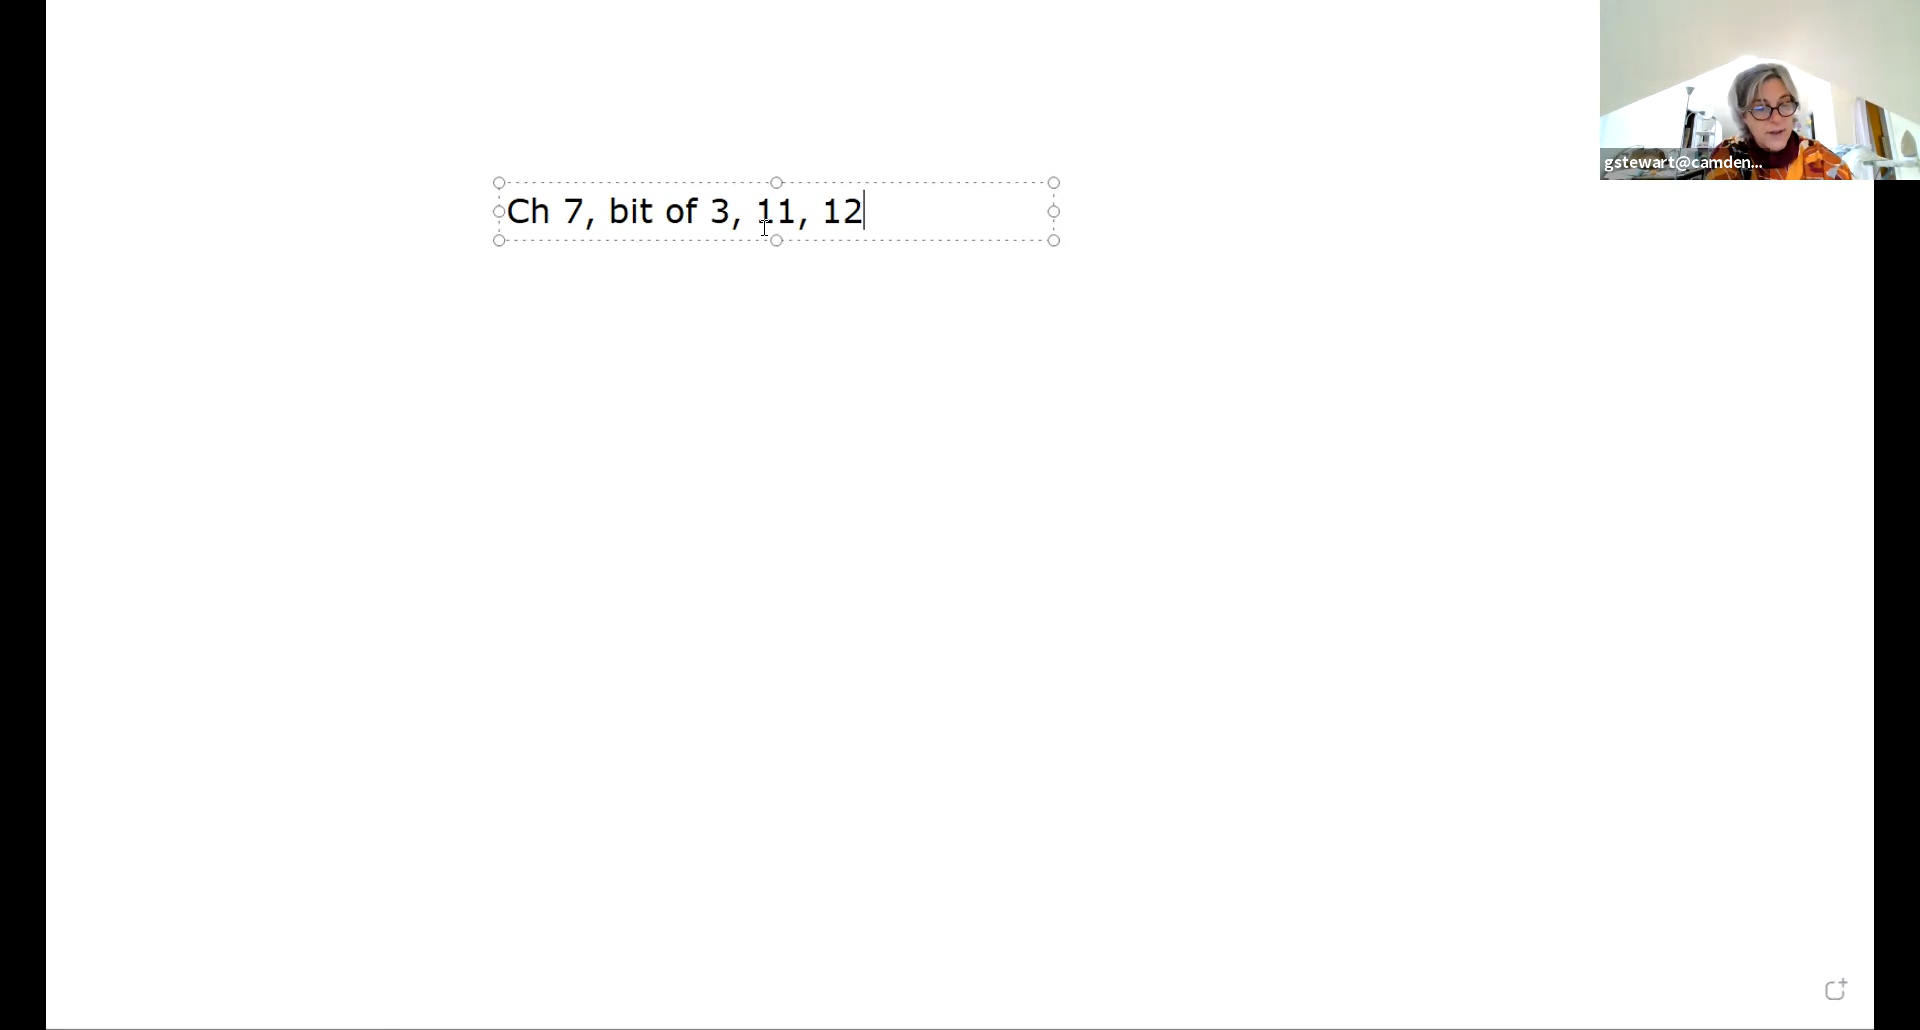 gstewart@camden...
Ch 7, bit of 3, 11, 12